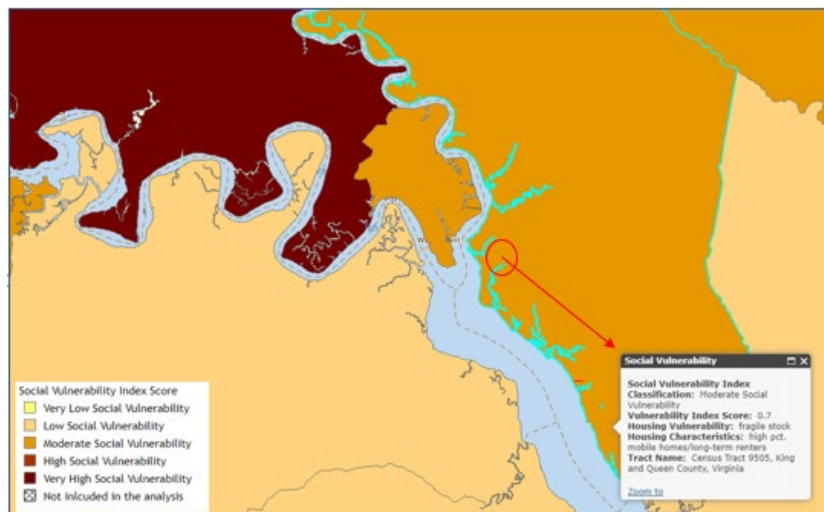 Social Vulnerability Index Score
Very Low Social Vulnerability
Low Social Vulnerability
Moderate Social Vulnerability
High Social Vulnerability
Very High Social Vulnerability
Not inlcuded in the analysis
Social Vulnerability
Social Vulnerability Index
Classification: Moderate Social
Vulnerability
Vulnerability Index Score: 0.7
Housing Vulnerability: fragile stock
Housing Characteristics: high pct.
mobile homes/long-term renters
Tract Name: Census Tract 9505, King
and Queen County, Virginia
Zoom to